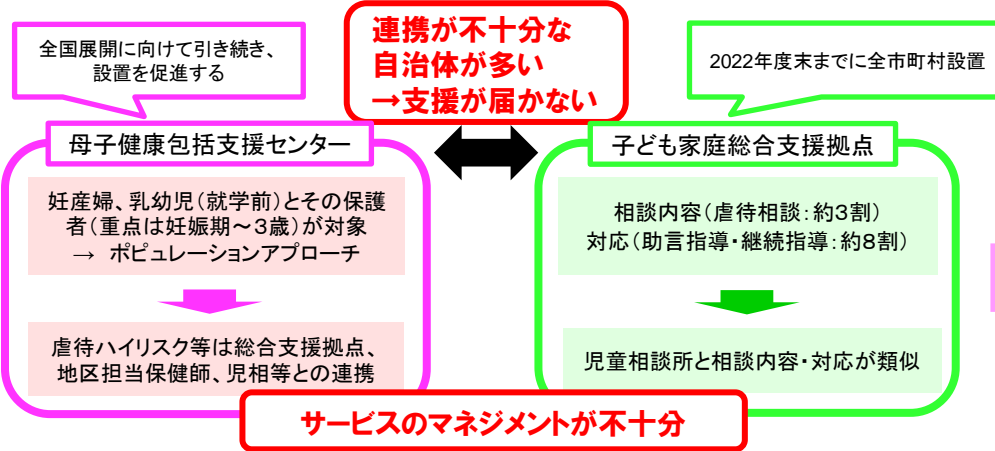 全国展開に向けて引き続き、
設置を促進する
連携が不十分な
自治体が多い
→支援が届かない
2022年度末までに全市町村設置
母子健康包括支援センター
妊産婦、乳幼児(就学前)とその保護
者(重点は妊娠期～3歳)が対象
→ ポピュレーションアプローチ
虐待ハイリスク等は総合支援拠点、
地区担当保健師、児相等との連携
子ども家庭総合支援拠点
相談内容(虐待相談：約3割)
対応(助言指導・継続指導：約8割)
児童相談所と相談内容・対応が類似
サービスのマネジメントが不十分